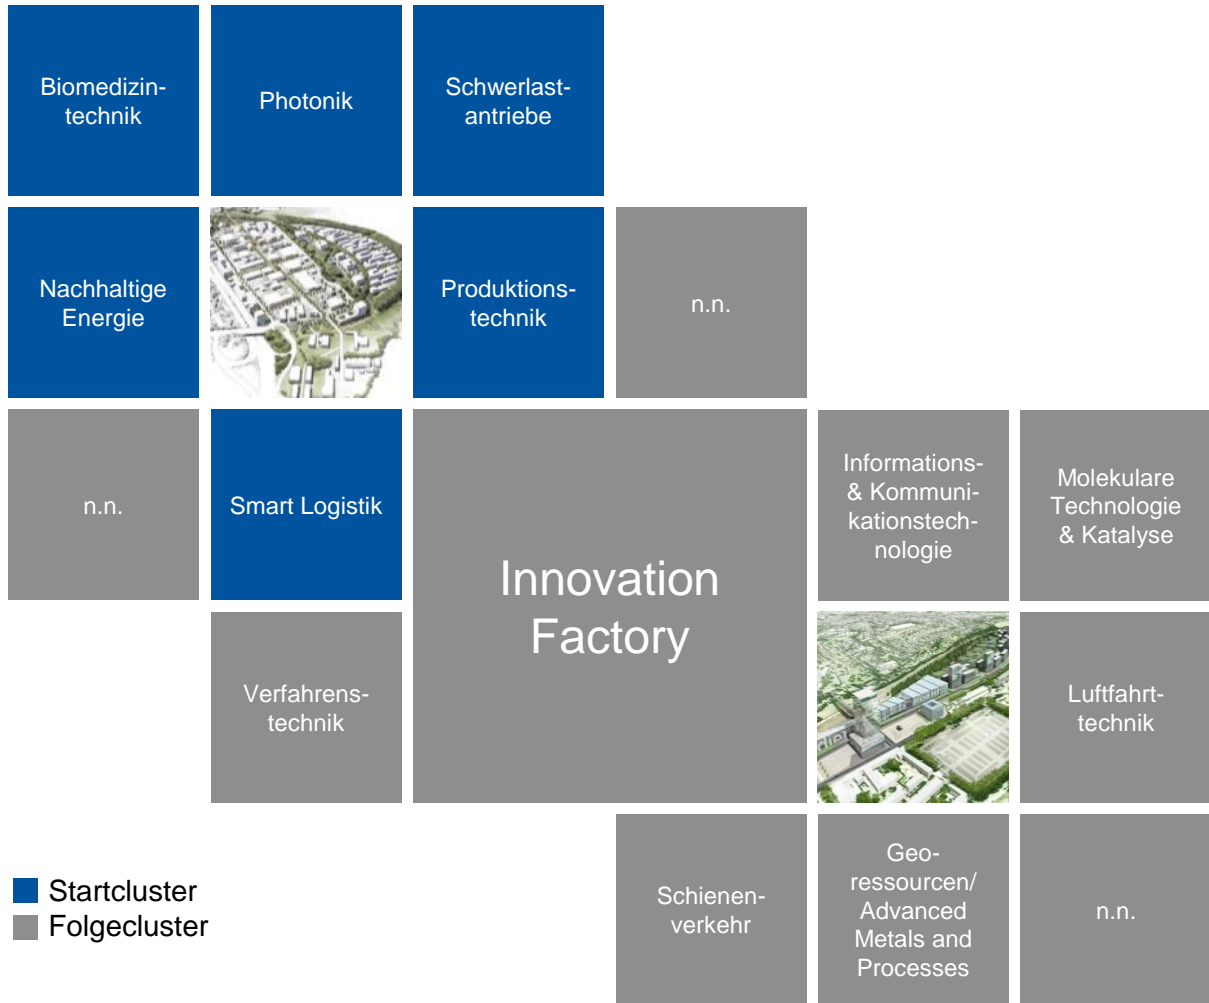 Biomedizin-
technik
Photonik
Schwerlast-
antriebe
Nachhaltige
Energie
Produktions-
technik
n.n.
n.n.
Smart Logistik
Innovation
Factory
Informations-
& Kommuni-
kationstech-
nologie
Molekulare
Technologie
& Katalyse
Verfahrens-
technik
Luftfahrt-
technik
Schienen-
verkehr
Geo-
ressourcen/
Advanced
Metals and
Processes
n.n.
Startcluster
Folgecluster